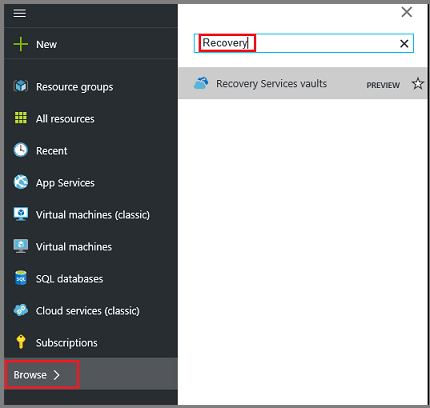 New
Resource groups
All resources
Recent
App Services
Virtual machines (classic)
Virtual machines
SQL databases
Cloud services (classic)
Subscriptions
Browse
Recovery
Recovery Services vaults PREVIEW